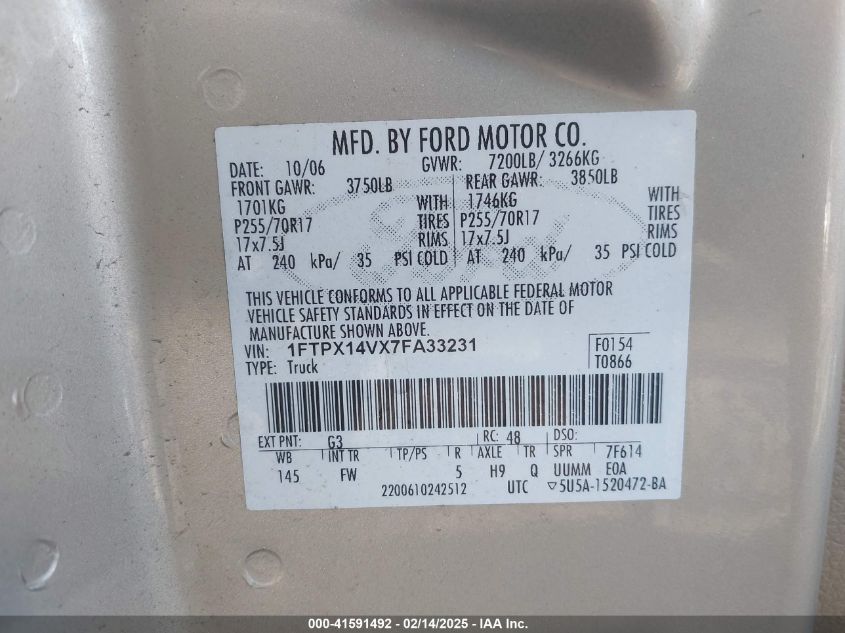 MFD. BY FORD MOTOR CO.
DATE: 10/06 GVWR: 7200LB/ 3266KG
FRONT GAWR: 3750LB REAR GAWR: 3850LB
1701KG WITH 1746KG WITH
P255/70R17 TIRES P255/70R17 TIRES
17x7.5J RIMS 17x7.5J RIMS
AT 240 kPa/ 35 PSI COLD AT 240 kPa/ 35 PSI COLD
THIS VEHICLE CONFORMS TO ALL APPLICABLE FEDERAL MOTOR
VEHICLE SAFETY STANDARDS IN EFFECT ON THE DATE OF
MANUFACTURE SHOWN ABOVE.
VIN: 1FTPX14VX7FA33231 F0154
TYPE: Truck T0866
EXT PNT: G3 RC: 48 DSO:
WB INT TR TP/PS R AXLE TR SPR 7F614
145 FW 5 H9 Q UUMM EOA
2200610242512 UTC ▽5U5A-1520472-BA
000-41591492 - 02/14/2025 - IAA Inc.